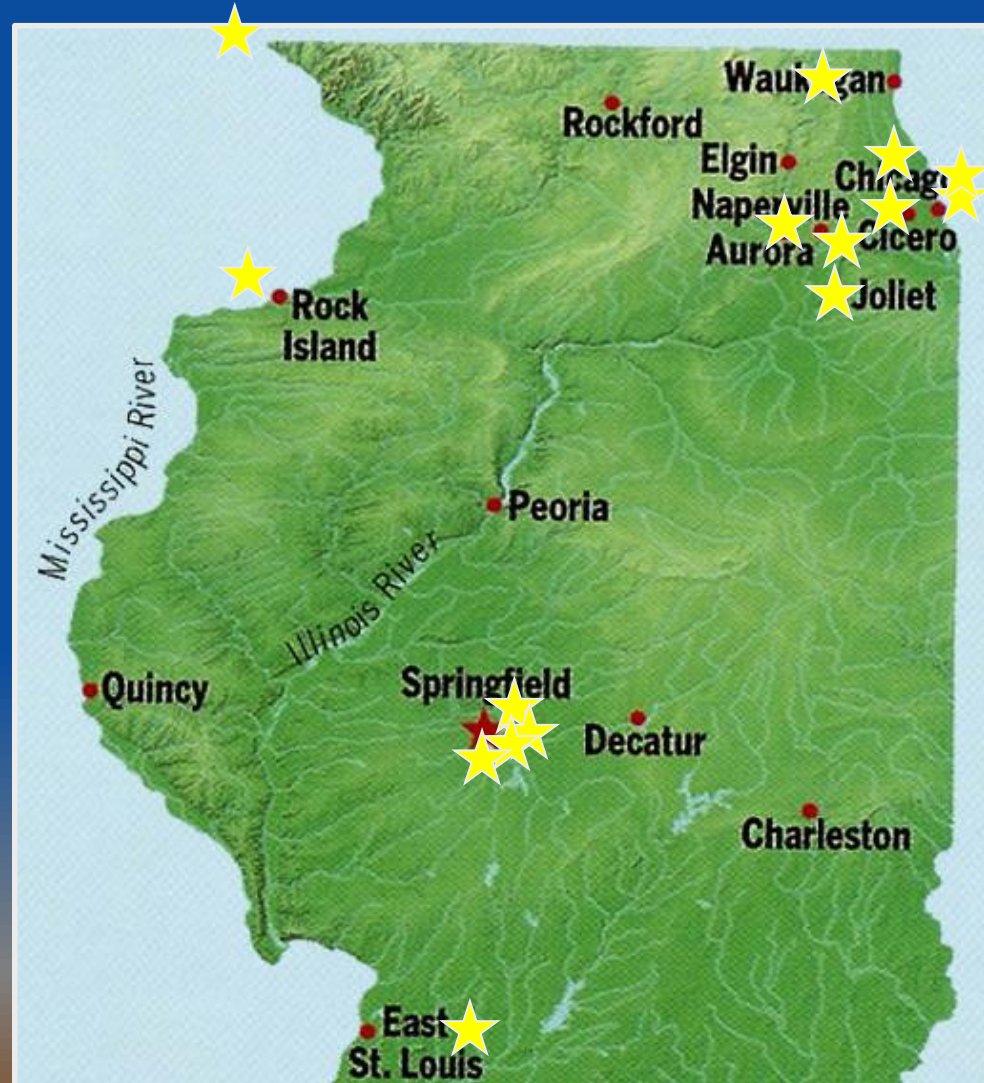 Waukegan
Rockford
Elgin
Chicago
Naperville
Cicero
Aurora
Joliet
Rock
Island
Mississippi River
Peoria
Illinois River
Quincy
Springfield
Decatur
Charleston
East
St. Louis